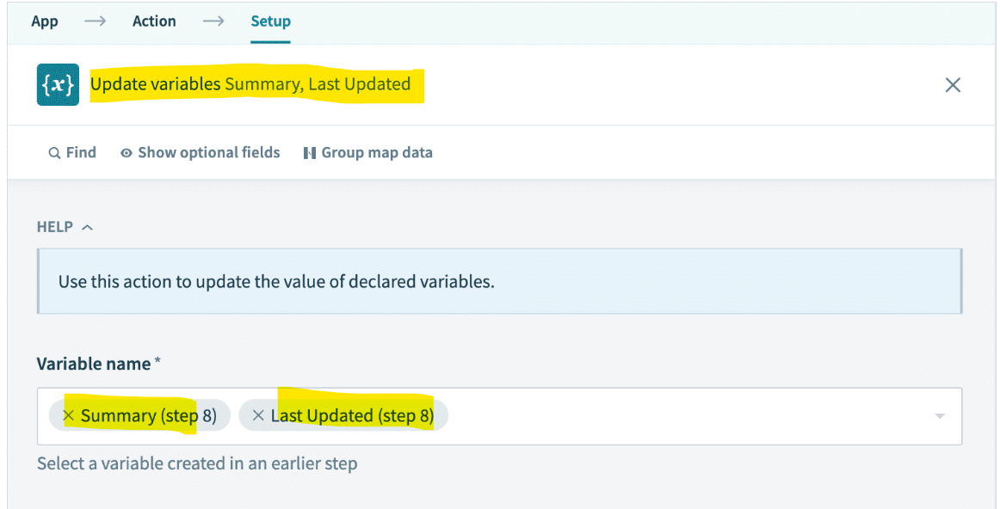 App → Action → Setup
{x} Update variables Summary, Last Updated
Find Show optional fields Group map data
HELP
Use this action to update the value of declared variables.
Variable name *
× Summary (step 8) × Last Updated (step 8)
Select a variable created in an earlier step